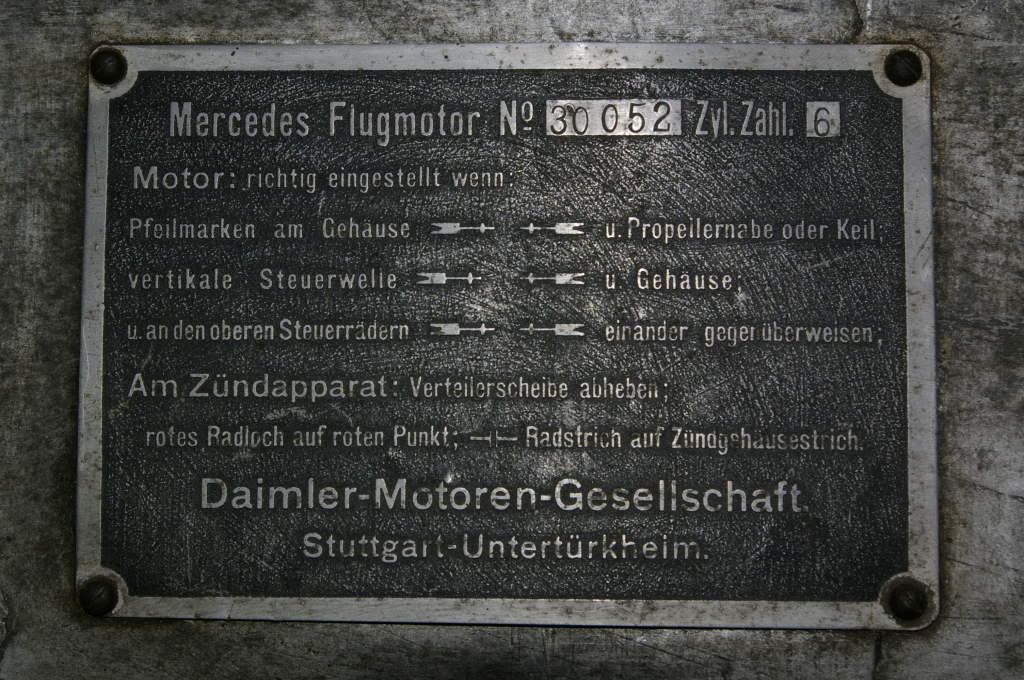 Mercedes Flugmotor Nº 30052 Zyl. Zahl. 6
Motor: richtig eingestellt wenn:
Pfeilmarken am Gehäuse u. Propellernabe oder Keil;
vertikale Steuerwelle u. Gehäuse;
u. an den oberen Steuerrädern einander gegenüberweisen;
Am Zündapparat: Verteilerscheibe abheben;
rotes Radloch auf roten Punkt; Radstrich auf Zündgehäusestrich.
Daimler-Motoren-Gesellschaft.
Stuttgart-Untertürkheim.